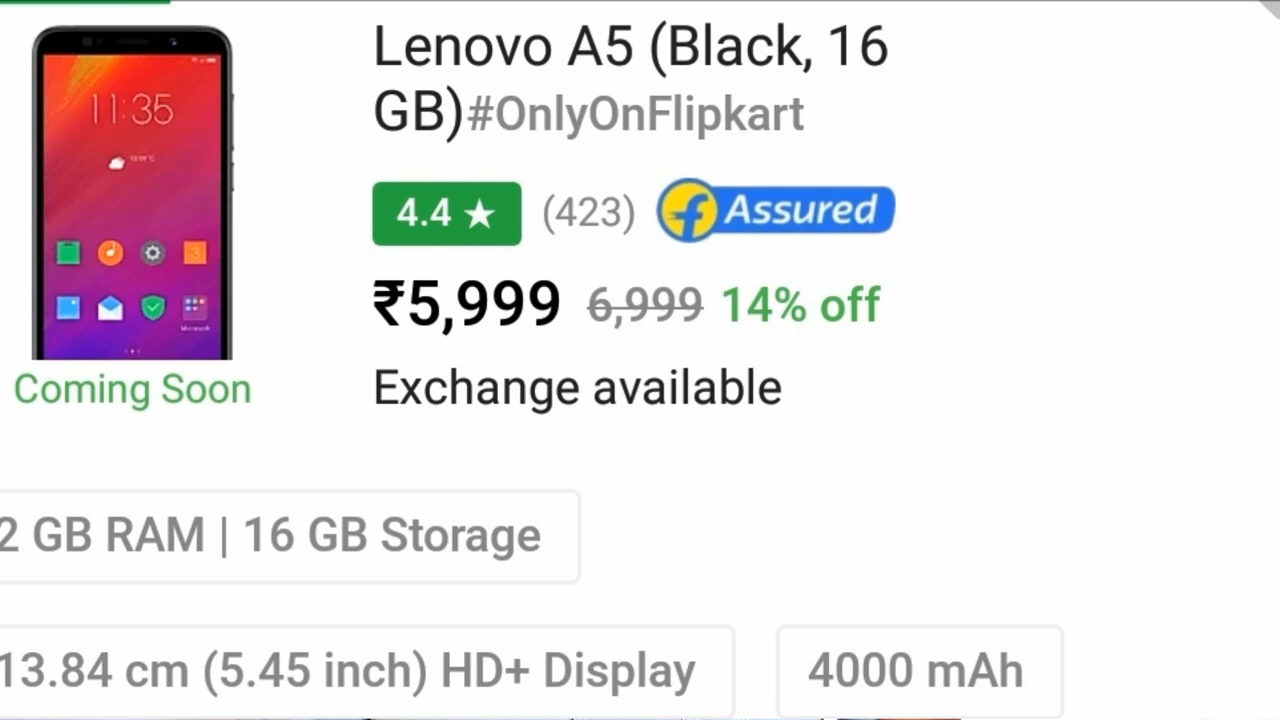 Lenovo A5 (Black, 16
GB)#OnlyOnFlipkart
11:35
4.4 ★ (423) f Assured
₹5,999 6,999 14% off
Microsoft
Coming Soon
Exchange available
2 GB RAM | 16 GB Storage
13.84 cm (5.45 inch) HD+ Display
4000 mAh